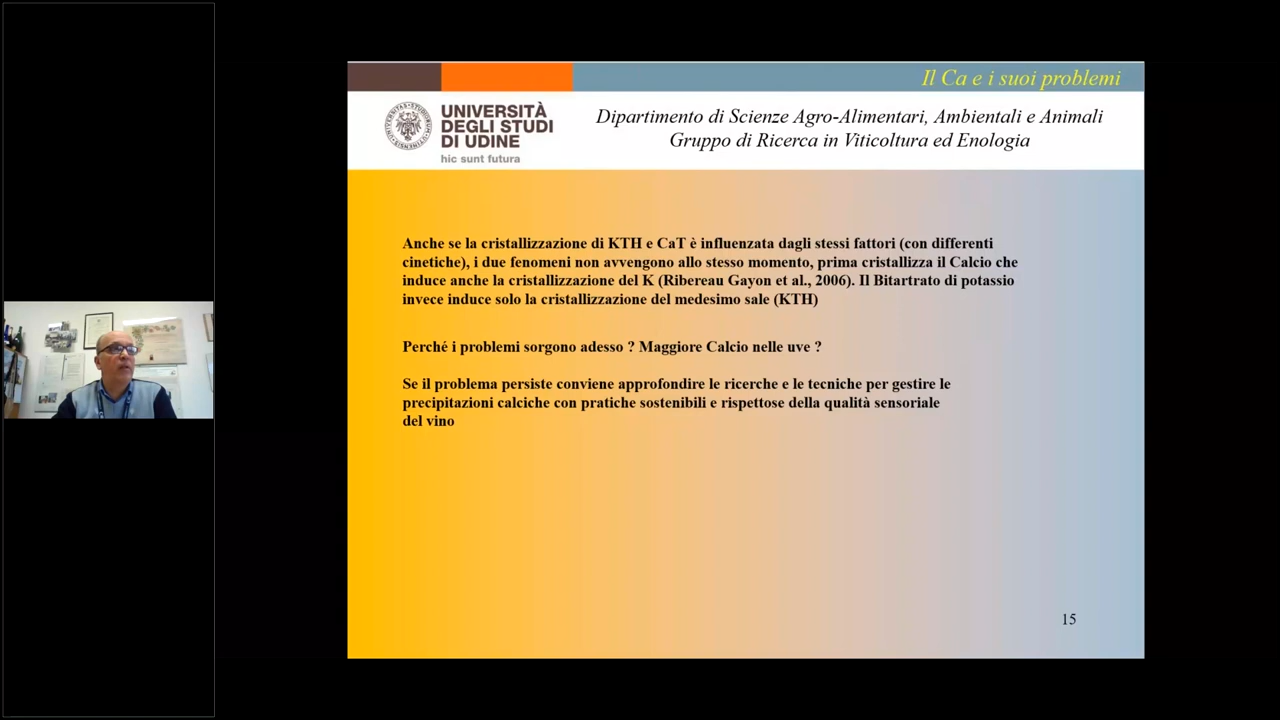 Il Ca e i suoi problemi
UNIVERSITÀ
DEGLI STUDI
DI UDINE
hic sunt futura
Dipartimento di Scienze Agro-Alimentari, Ambientali e Animali
Gruppo di Ricerca in Viticoltura ed Enologia
Anche se la cristallizzazione di KTH e CaT è influenzata dagli stessi fattori (con differenti
cinetiche), i due fenomeni non avvengono allo stesso momento, prima cristallizza il Calcio che
induce anche la cristallizzazione del K (Ribereau Gayon et al., 2006). Il Bitartrato di potassio
invece induce solo la cristallizzazione del medesimo sale (KTH)
Perché i problemi sorgono adesso ? Maggiore Calcio nelle uve ?
Se il problema persiste conviene approfondire le ricerche e le tecniche per gestire le
precipitazioni calciche con pratiche sostenibili e rispettose della qualità sensoriale
del vino
15